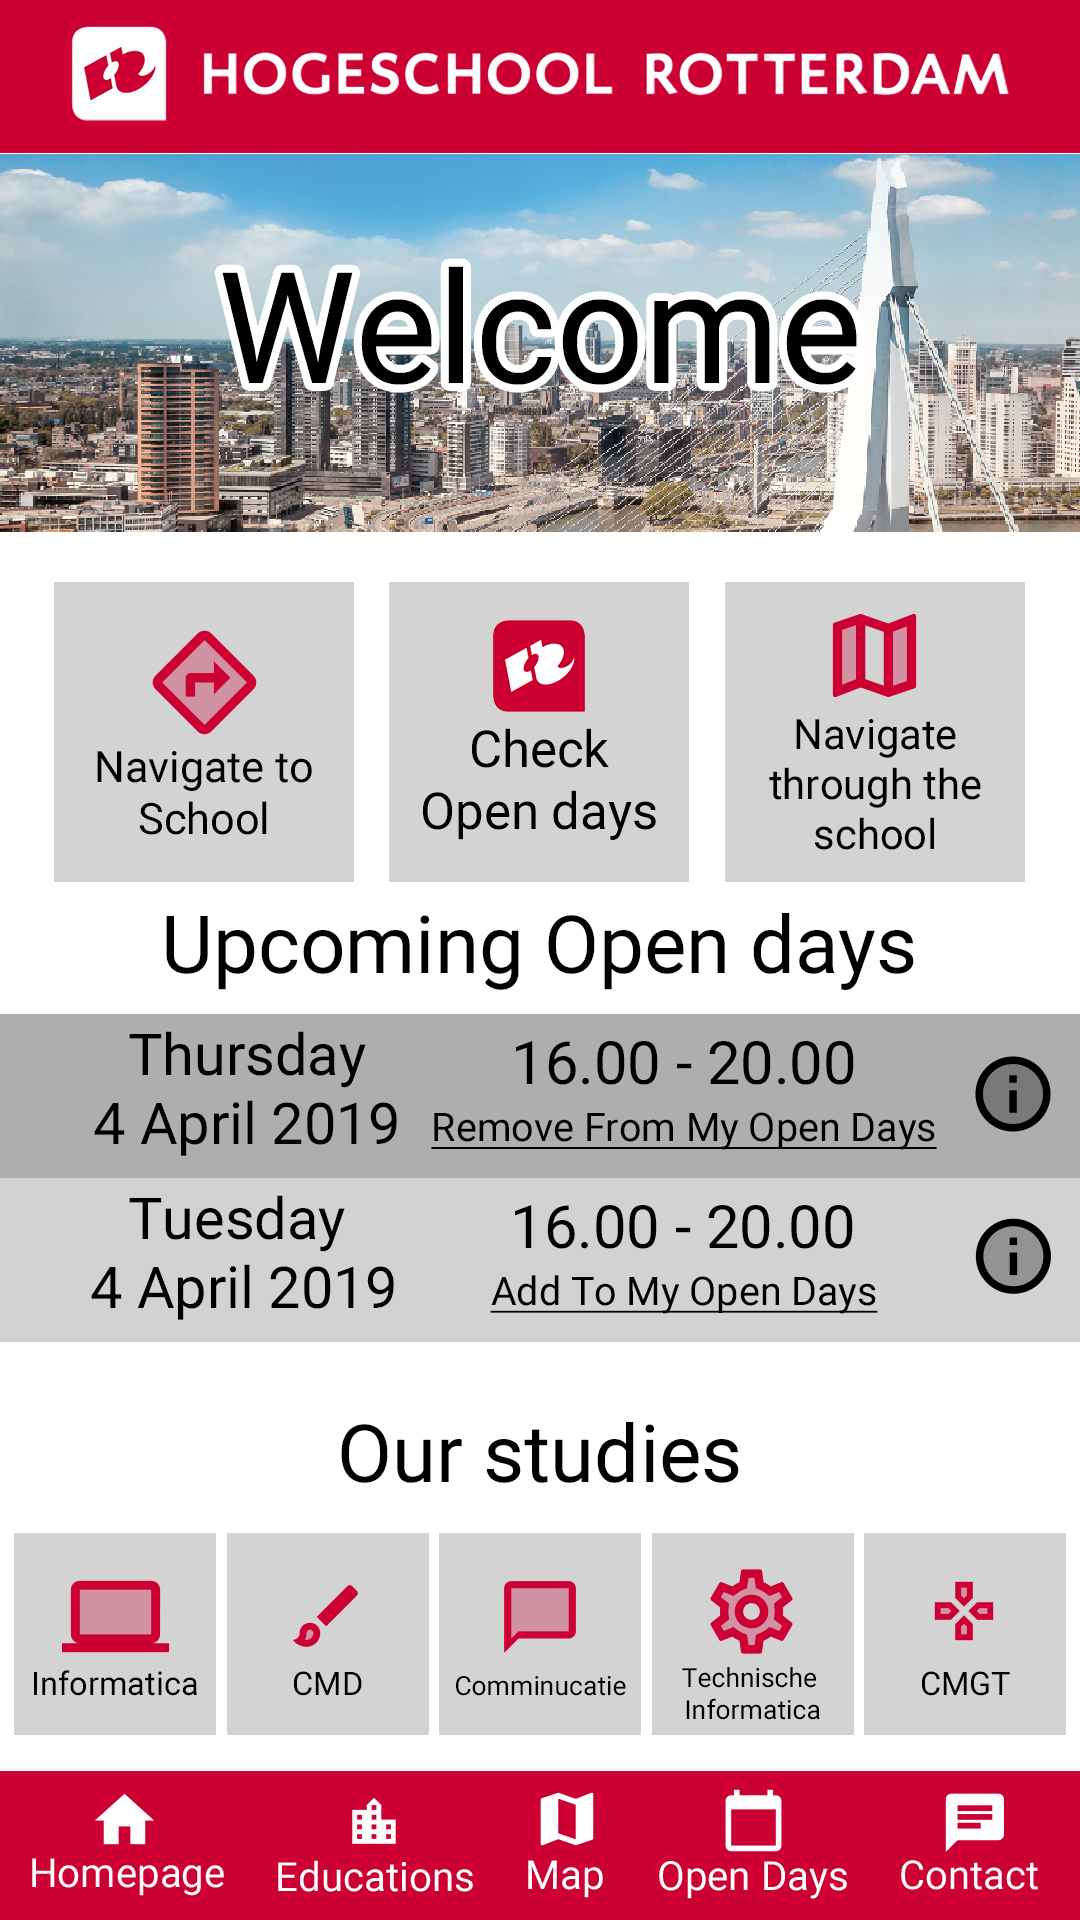 HOGESCHOOL ROTTERDAM
Welcome
Navigate to
School
Check
Open days
Navigate
through the
school
Upcoming Open days
Thursday
4 April 2019
16.00 - 20.00
Remove From My Open Days
Tuesday
4 April 2019
16.00 - 20.00
Add To My Open Days
Our studies
Informatica
CMD
Comminucatie
Technische
Informatica
CMGT
Homepage
Educations
Map
Open Days
Contact